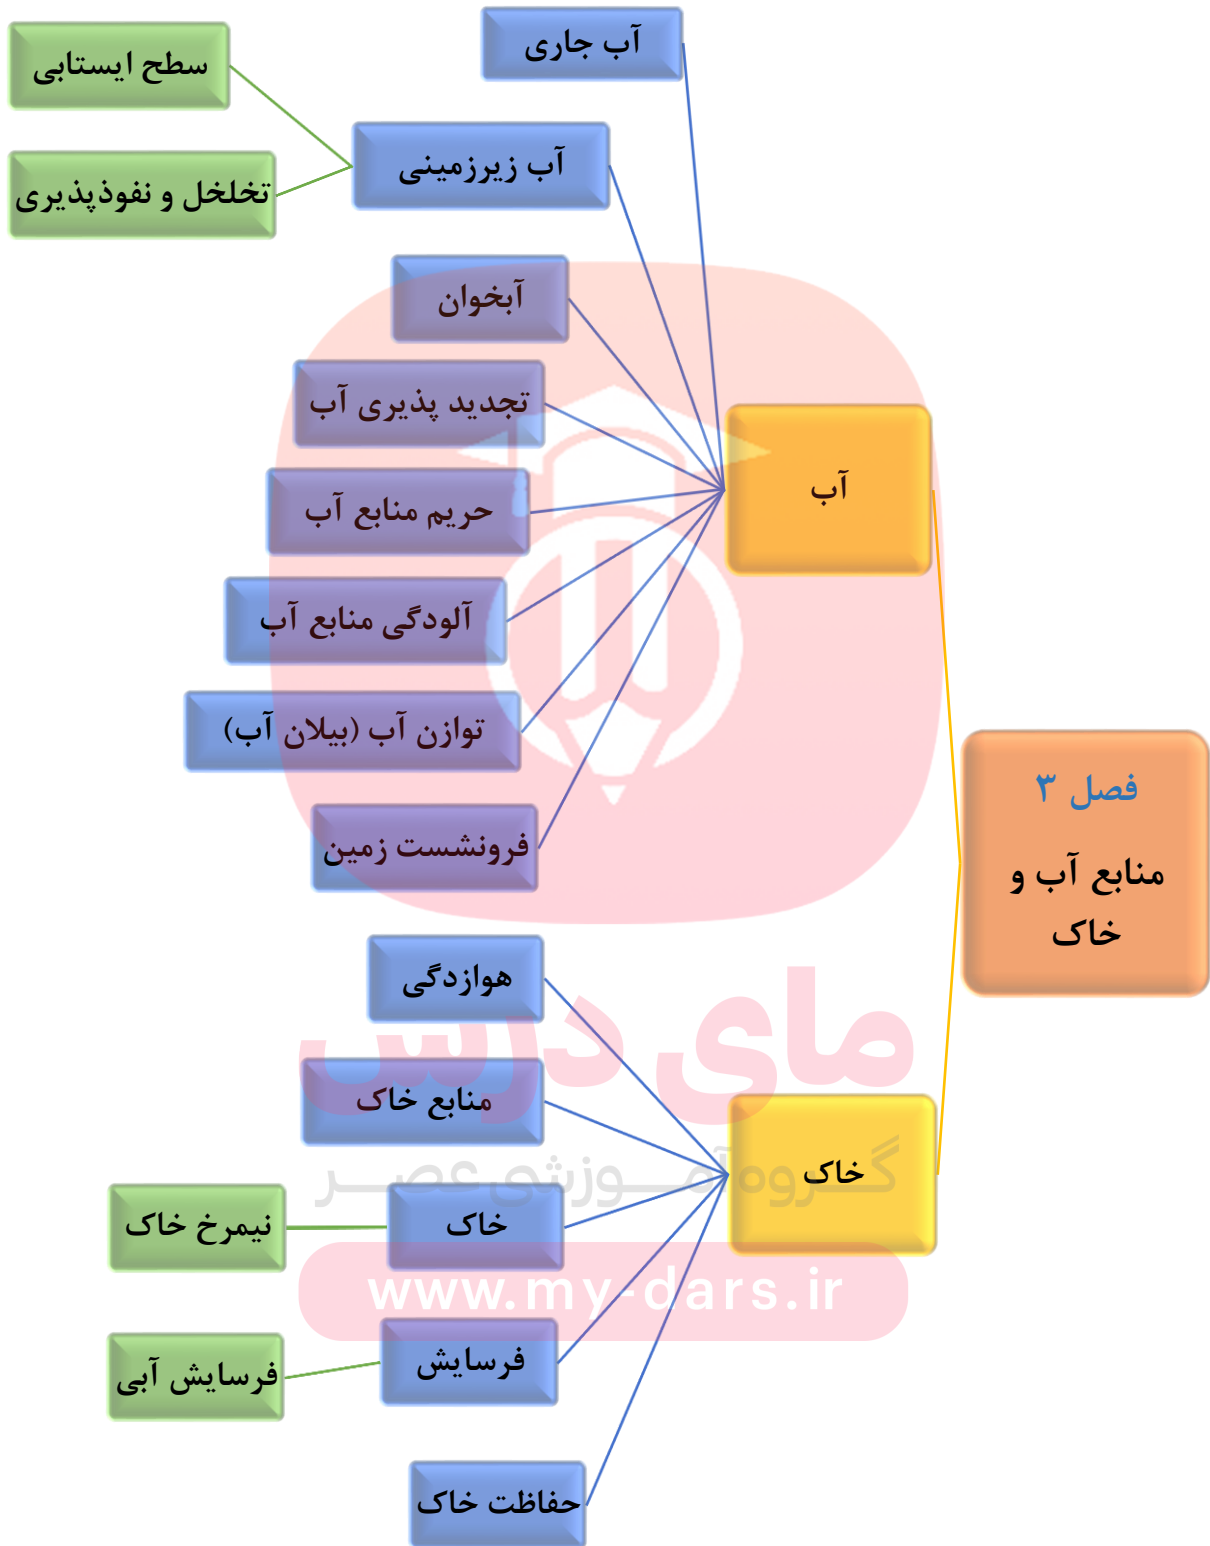 فصل ۳
منابع آب و
خاک
آب
آب جاری
آب زیرزمینی
سطح ایستابی
تخلخل و نفوذپذیری
آبخوان
تجدید پذیری آب
حریم منابع آب
آلودگی منابع آب
توازن آب (بیلان آب)
فرونشست زمین
خاک
هوازدگی
منابع خاک
خاک
نیمرخ خاک
فرسایش
فرسایش آبی
حفاظت خاک
مای درس
گروه آموزشی عصر
www.my-dars.ir